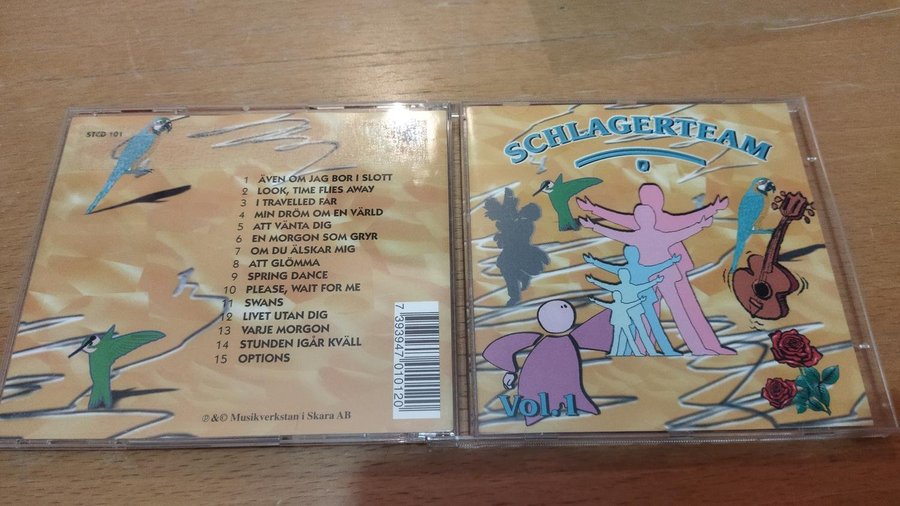 STCD 101
1 ÄVEN OM JAG BOR I SLOTT
2 LOOK, TIME FLIES AWAY
3 I TRAVELLED FAR
4 MIN DRÖM OM EN VÄRLD
5 ATT VÄNTA DIG
6 EN MORGON SOM GRYR
7 OM DU ÄLSKAR MIG
8 ATT GLÖMMA
9 SPRING DANCE
10 PLEASE, WAIT FOR ME
11 SWANS
12 LIVET UTAN DIG
13 VARJE MORGON
14 STUNDEN IGÅR KVÄLL
15 OPTIONS
℗ & © Musikverkstan i Skara AB
7 393947 010120
SCHLAGERTEAM
Vol. 1